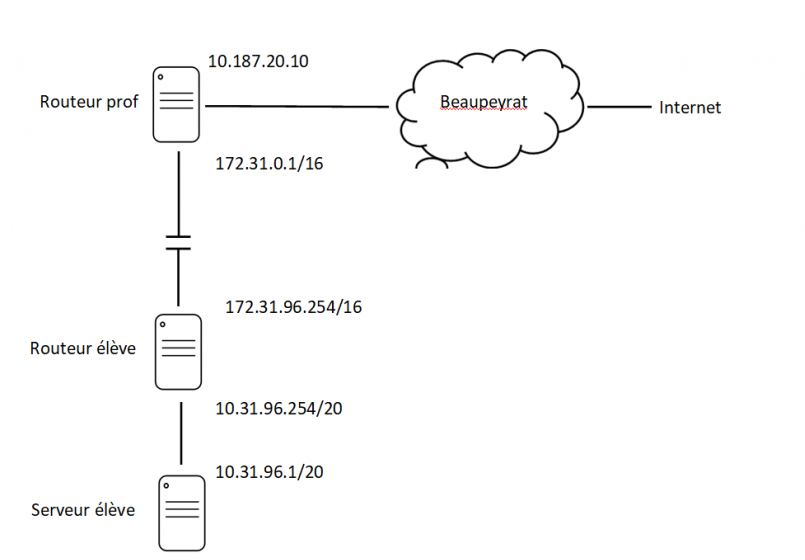 10.187.20.10
Routeur prof
Beaupeyrat
Internet
172.31.0.1/16
172.31.96.254/16
Routeur élève
10.31.96.254/20
10.31.96.1/20
Serveur élève